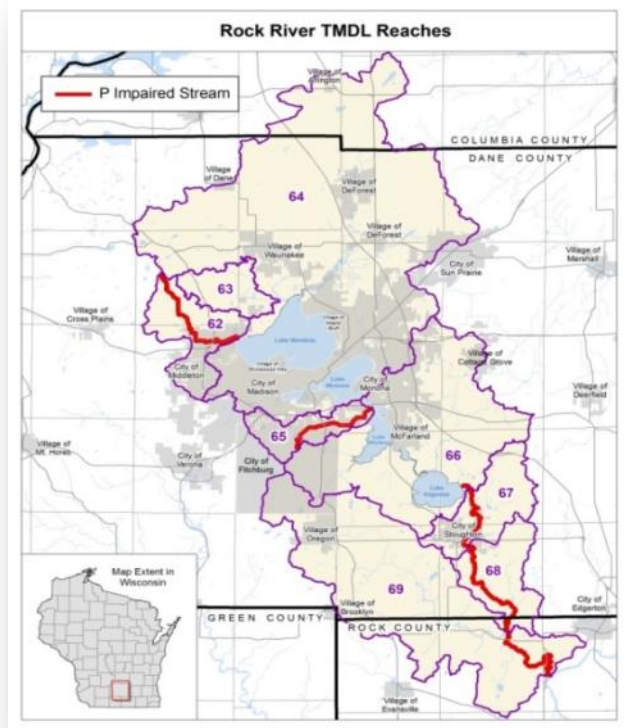 Rock River TMDL Reaches
P Impaired Stream
Village of
Arlington
COLUMBIA COUNTY
DANE COUNTY
Village
of Dane
64
Village of
DeForest
Village of
DeForest
Village of
Waunakee
City of
Sun Prairie
Village of
Marshall
63
Village of
Cross Plains
62
Lake Mendota
City of
Middleton
Village of
Cottage Grove
City of
Madison
Lake
Monona
City of
Monona
Village of
Deerfield
65
Village of
McFarland
Village of
Mt. Horeb
City of
Verona
City of
Fitchburg
66
67
Lake
Kegonsa
City of
Stoughton
Village of
Oregon
68
69
Map Extent in
Wisconsin
City of
Edgerton
Village of
Brooklyn
GREEN COUNTY
ROCK COUNTY
Village of
Evansville